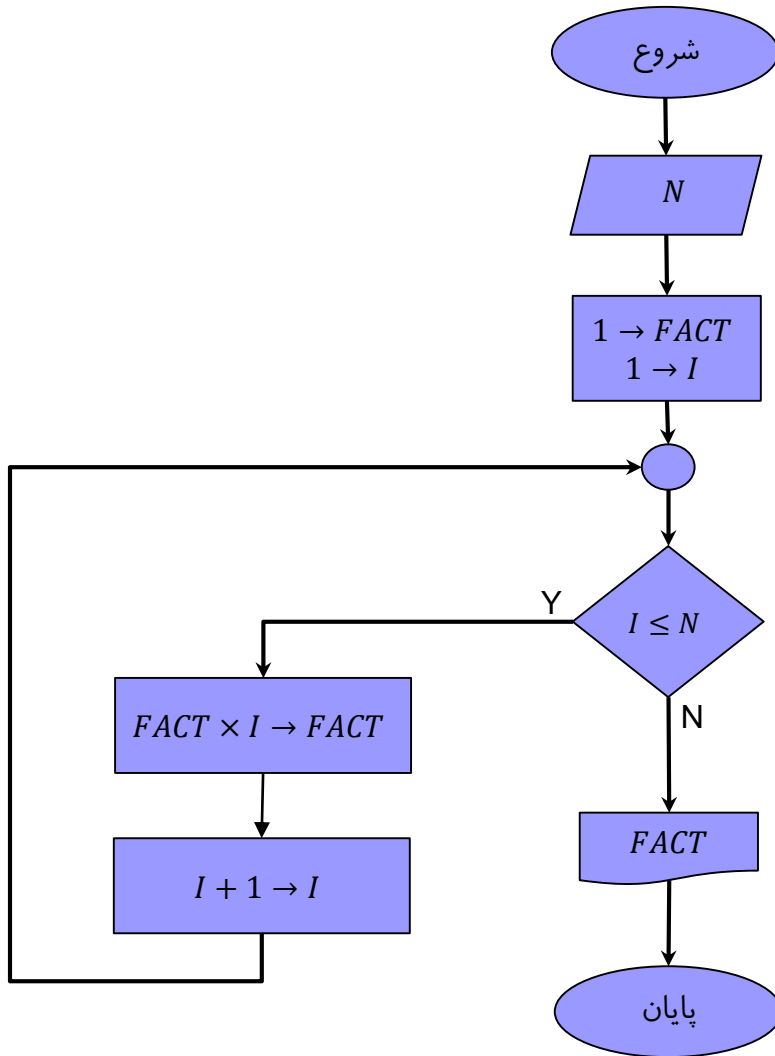 شروع
N
1 → FACT
1 → I
I ≤ N
Y
FACT × I → FACT
I + 1 → I
N
FACT
پایان